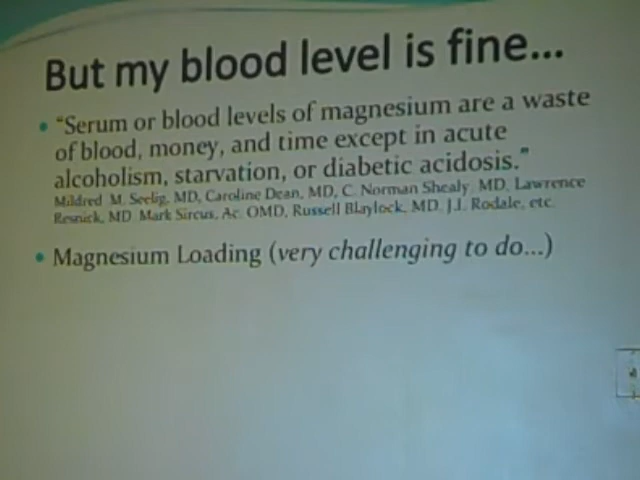 But my blood level is fine...
• "Serum or blood levels of magnesium are a waste
of blood, money, and time except in acute
alcoholism, starvation, or diabetic acidosis."
Mildred M. Seelig, MD, Caroline Dean, MD, C. Norman Shealy, MD, Lawrence
Resnick, MD, Mark Sircus, Ac. OMD, Russell Blaylock, MD, J.I. Rodale, etc.
• Magnesium Loading (very challenging to do...)